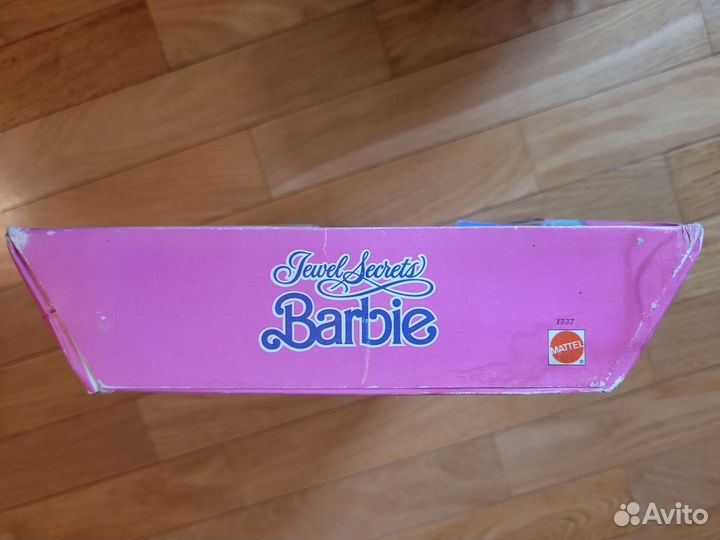 Jewel Secrets
Barbie
1737
MATTEL
®
Avito